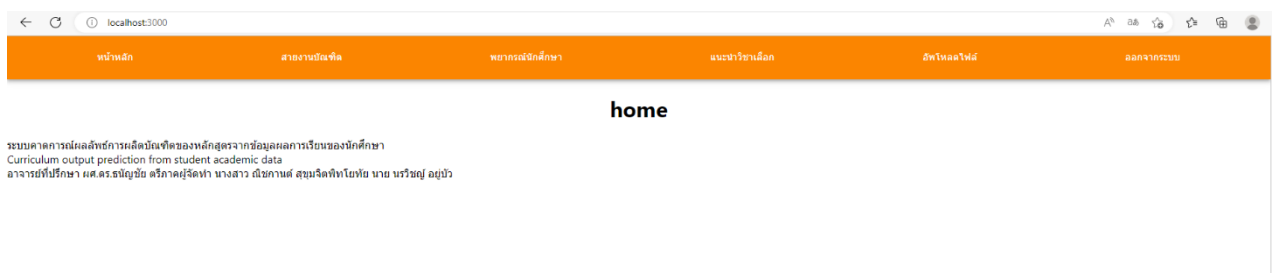 localhost:3000
หน้าหลัก สายงานบัณฑิต พยากรณ์นักศึกษา แนะนำวิชาเลือก อัพโหลดไฟล์ ออกจากระบบ
home
ระบบคาดการณ์ผลลัพธ์การผลิตบัณฑิตของหลักสูตรจากข้อมูลผลการเรียนของนักศึกษา
Curriculum output prediction from student academic data
อาจารย์ที่ปรึกษา ผศ.ดร.ธนัญชัย ตรีภาคผู้จัดทำ นางสาว ณิชกานต์ สุขุมจิตพิทโยทัย นาย นรวิชญ์ อยู่บัว